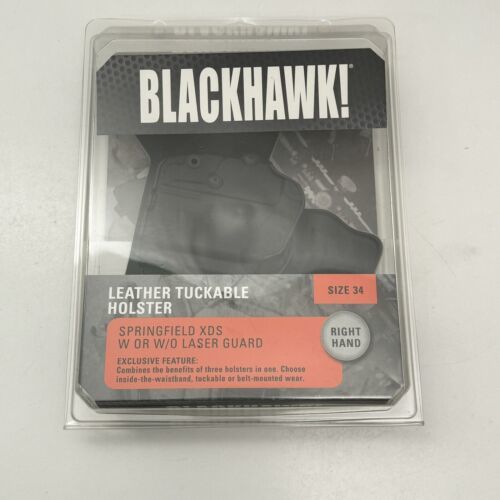 BLACKHAWK!
LEATHER TUCKABLE
HOLSTER
SIZE 34
SPRINGFIELD XDS
W OR W/O LASER GUARD
RIGHT
HAND
EXCLUSIVE FEATURE:
Combines the benefits of three holsters in one. Choose
inside-the-waistband, tuckable or belt-mounted wear.
BLACKHAWK!